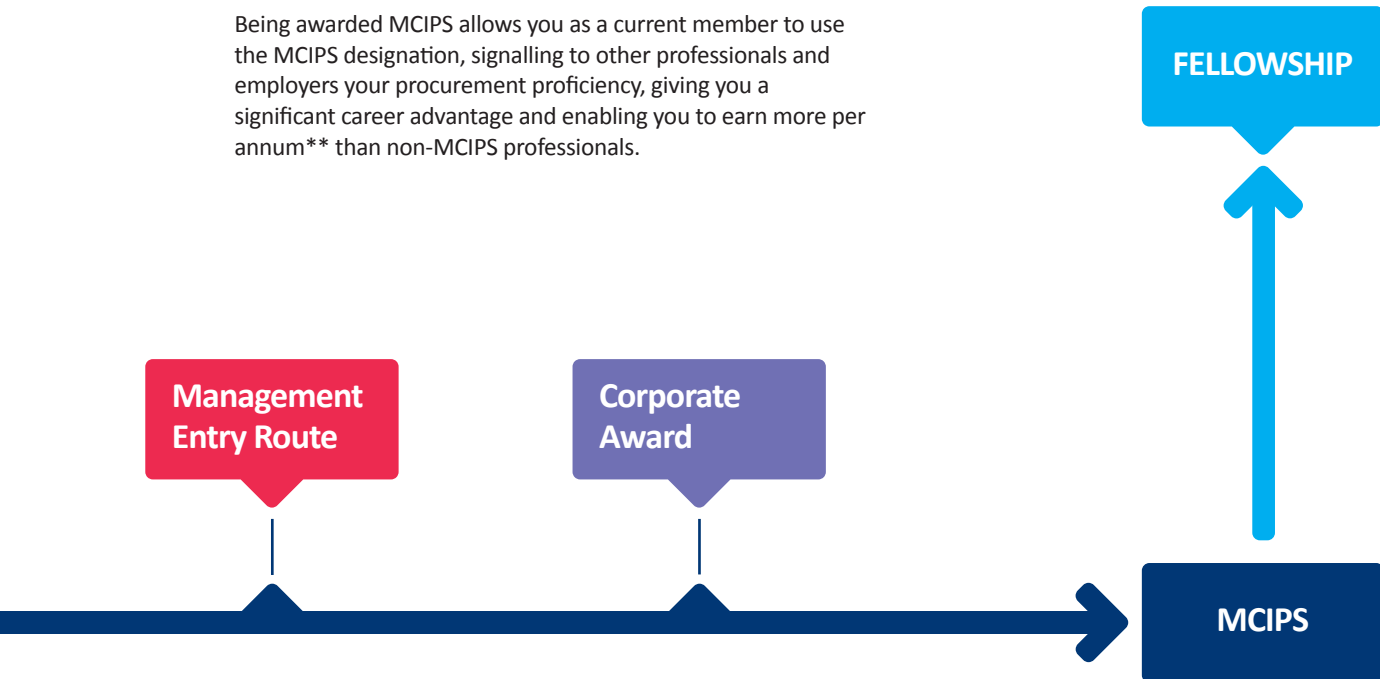 Being awarded MCIPS allows you as a current member to use
the MCIPS designation, signalling to other professionals and
employers your procurement proficiency, giving you a
significant career advantage and enabling you to earn more per
annum** than non-MCIPS professionals.
FELLOWSHIP
Management
Entry Route
Corporate
Award
MCIPS